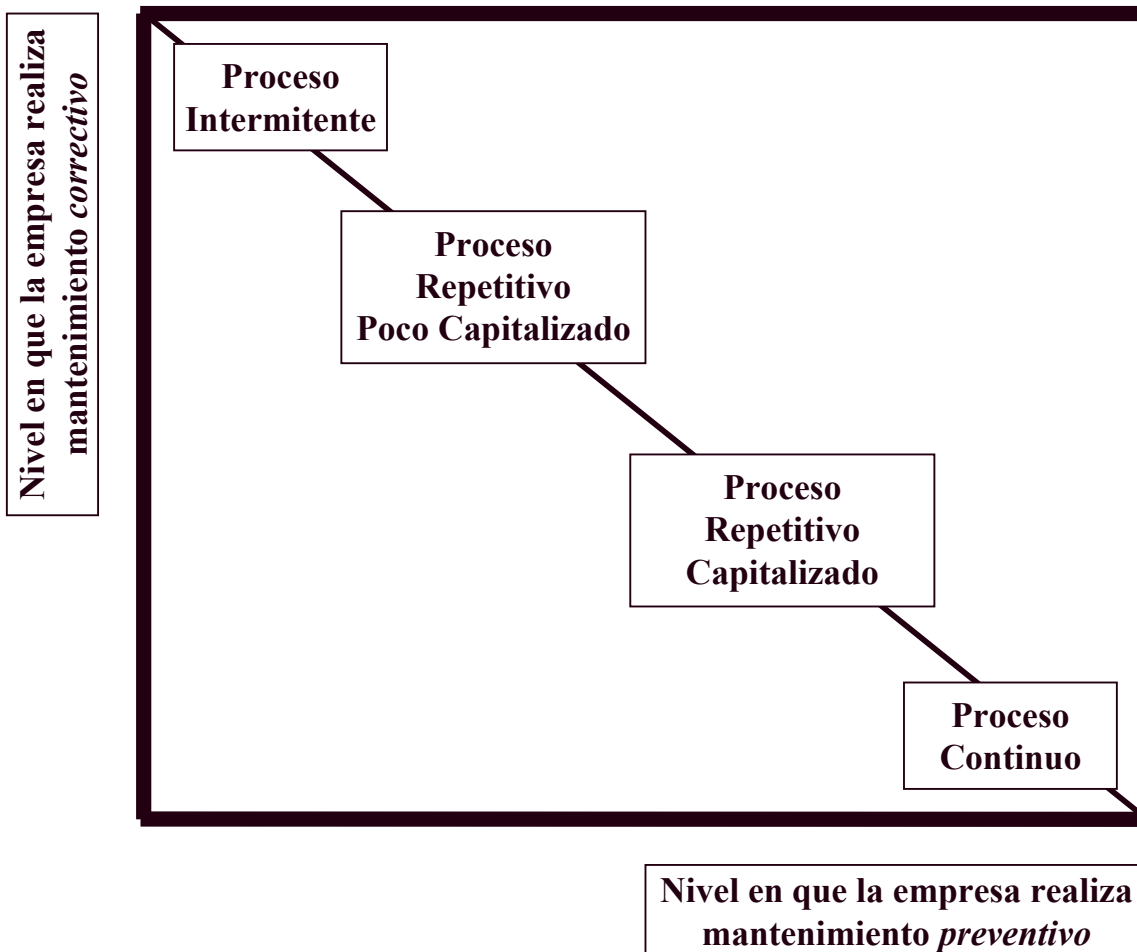 Nivel en que la empresa realiza
mantenimiento correctivo
Proceso
Intermitente
Proceso
Repetitivo
Poco Capitalizado
Proceso
Repetitivo
Capitalizado
Proceso
Continuo
Nivel en que la empresa realiza
mantenimiento preventivo